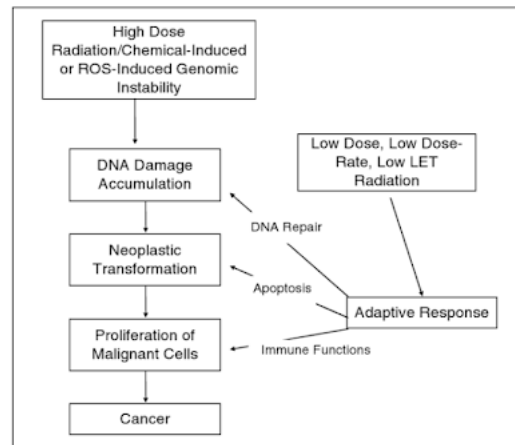 High Dose
Radiation/Chemical-Induced
or ROS-Induced Genomic
Instability
Low Dose, Low Dose-
Rate, Low LET
Radiation
DNA Damage
Accumulation
DNA Repair
Neoplastic
Transformation
Apoptosis
Adaptive Response
Proliferation of
Malignant Cells
Immune Functions
Cancer